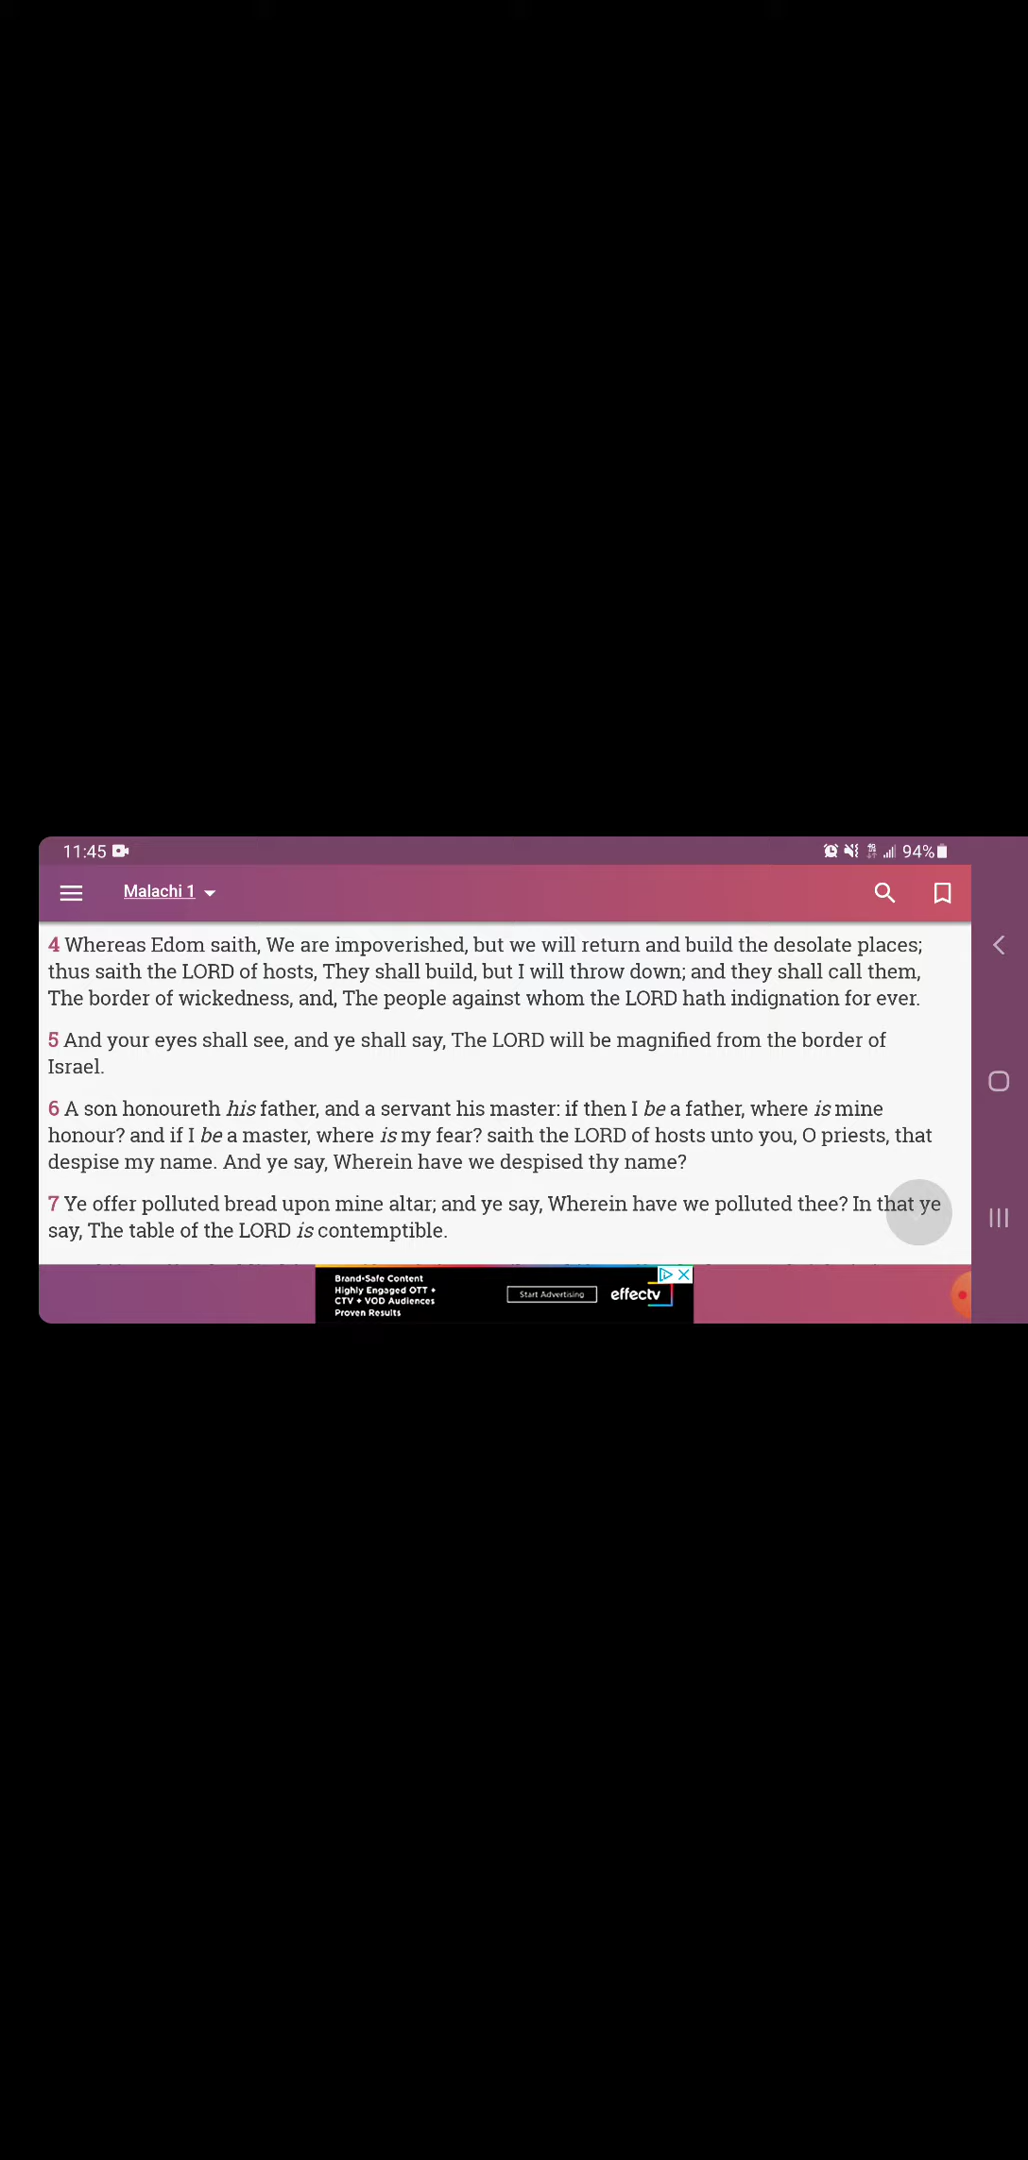 11:45 94%
Malachi 1
4 Whereas Edom saith, We are impoverished, but we will return and build the desolate places;
thus saith the LORD of hosts, They shall build, but I will throw down; and they shall call them,
The border of wickedness, and, The people against whom the LORD hath indignation for ever.
5 And your eyes shall see, and ye shall say, The LORD will be magnified from the border of
Israel.
6 A son honoureth his father, and a servant his master: if then I be a father, where is mine
honour? and if I be a master, where is my fear? saith the LORD of hosts unto you, O priests, that
despise my name. And ye say, Wherein have we despised thy name?
7 Ye offer polluted bread upon mine altar; and ye say, Wherein have we polluted thee? In that ye
say, The table of the LORD is contemptible.
Brand-Safe Content
Highly Engaged OTT +
CTV + VOD Audiences
Proven Results
Start Advertising
effectv